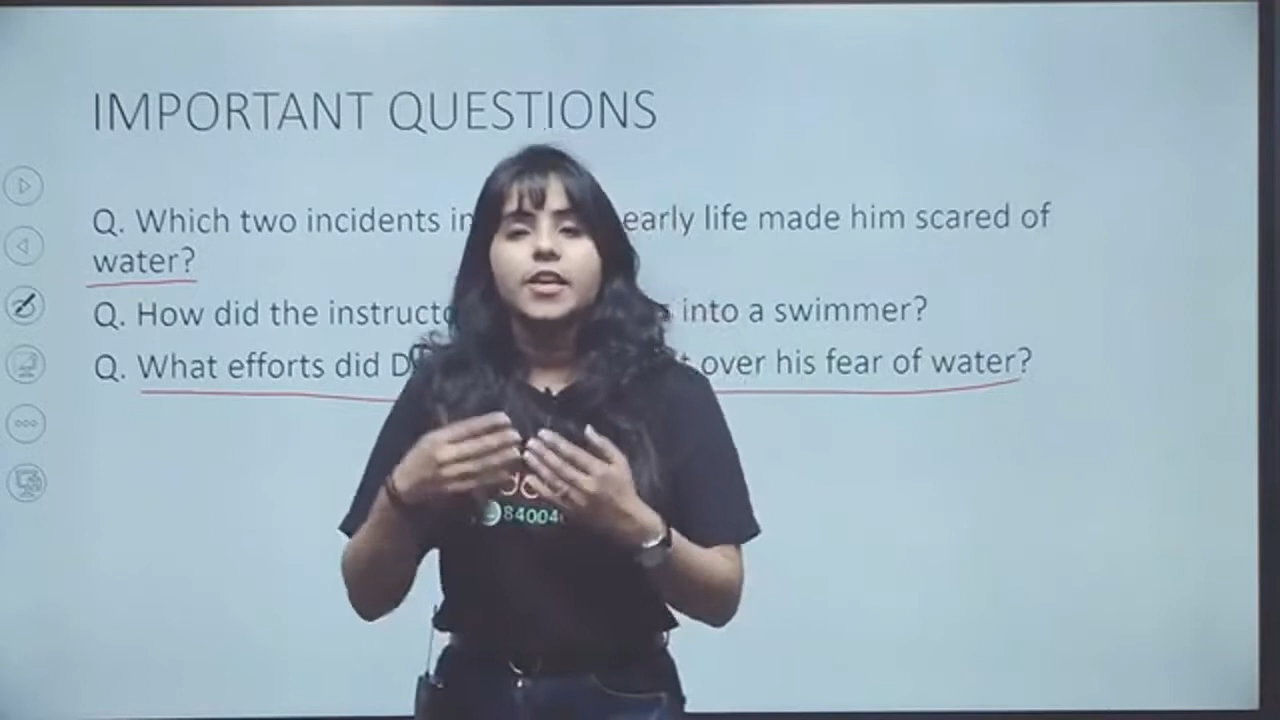 IMPORTANT QUESTIONS
Q. Which two incidents in early life made him scared of
water?
Q. How did the instructo into a swimmer?
Q. What efforts did D over his fear of water?
84004